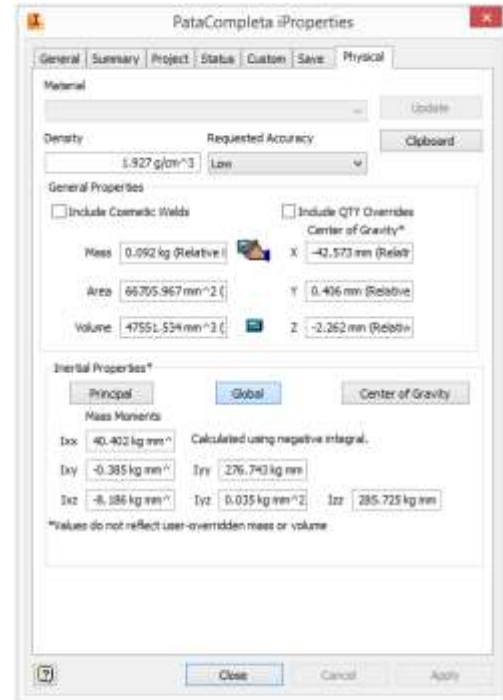 PataCompleta iProperties
General Summary Project Status Custom Save Physical
Material
Update
Density Requested Accuracy Clipboard
1.927 g/cm^3 Low
General Properties
Include Cosmetic Welds Include QTY Overrides
Center of Gravity*
Mass 0.092 kg (Relative X -42.573 mm (Relativ
Area 66705.967 mm^2 ( Y 0.406 mm (Relative
Volume 47551.534 mm^3 ( Z -2.262 mm (Relativ
Inertial Properties*
Principal Global Center of Gravity
Mass Moments
Ixx 40.402 kg mm^ Calculated using negative integral.
Ixy -0.385 kg mm^ Iyy 276.743 kg mm
Ixz -8.186 kg mm^ Iyz 0.035 kg mm^2 Izz 285.725 kg mm
*Values do not reflect user-overridden mass or volume
Close Cancel Apply